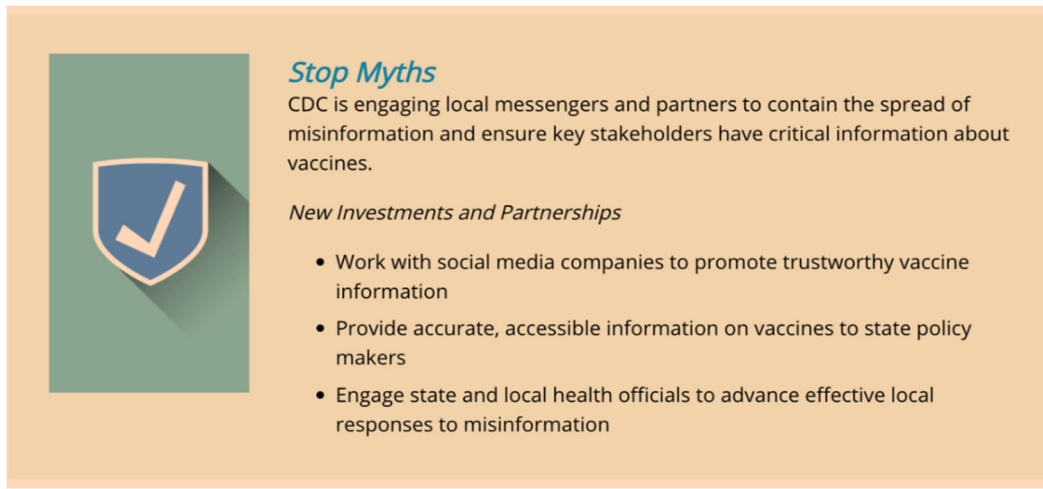 Stop Myths
CDC is engaging local messengers and partners to contain the spread of
misinformation and ensure key stakeholders have critical information about
vaccines.
New Investments and Partnerships
• Work with social media companies to promote trustworthy vaccine
information
• Provide accurate, accessible information on vaccines to state policy
makers
• Engage state and local health officials to advance effective local
responses to misinformation